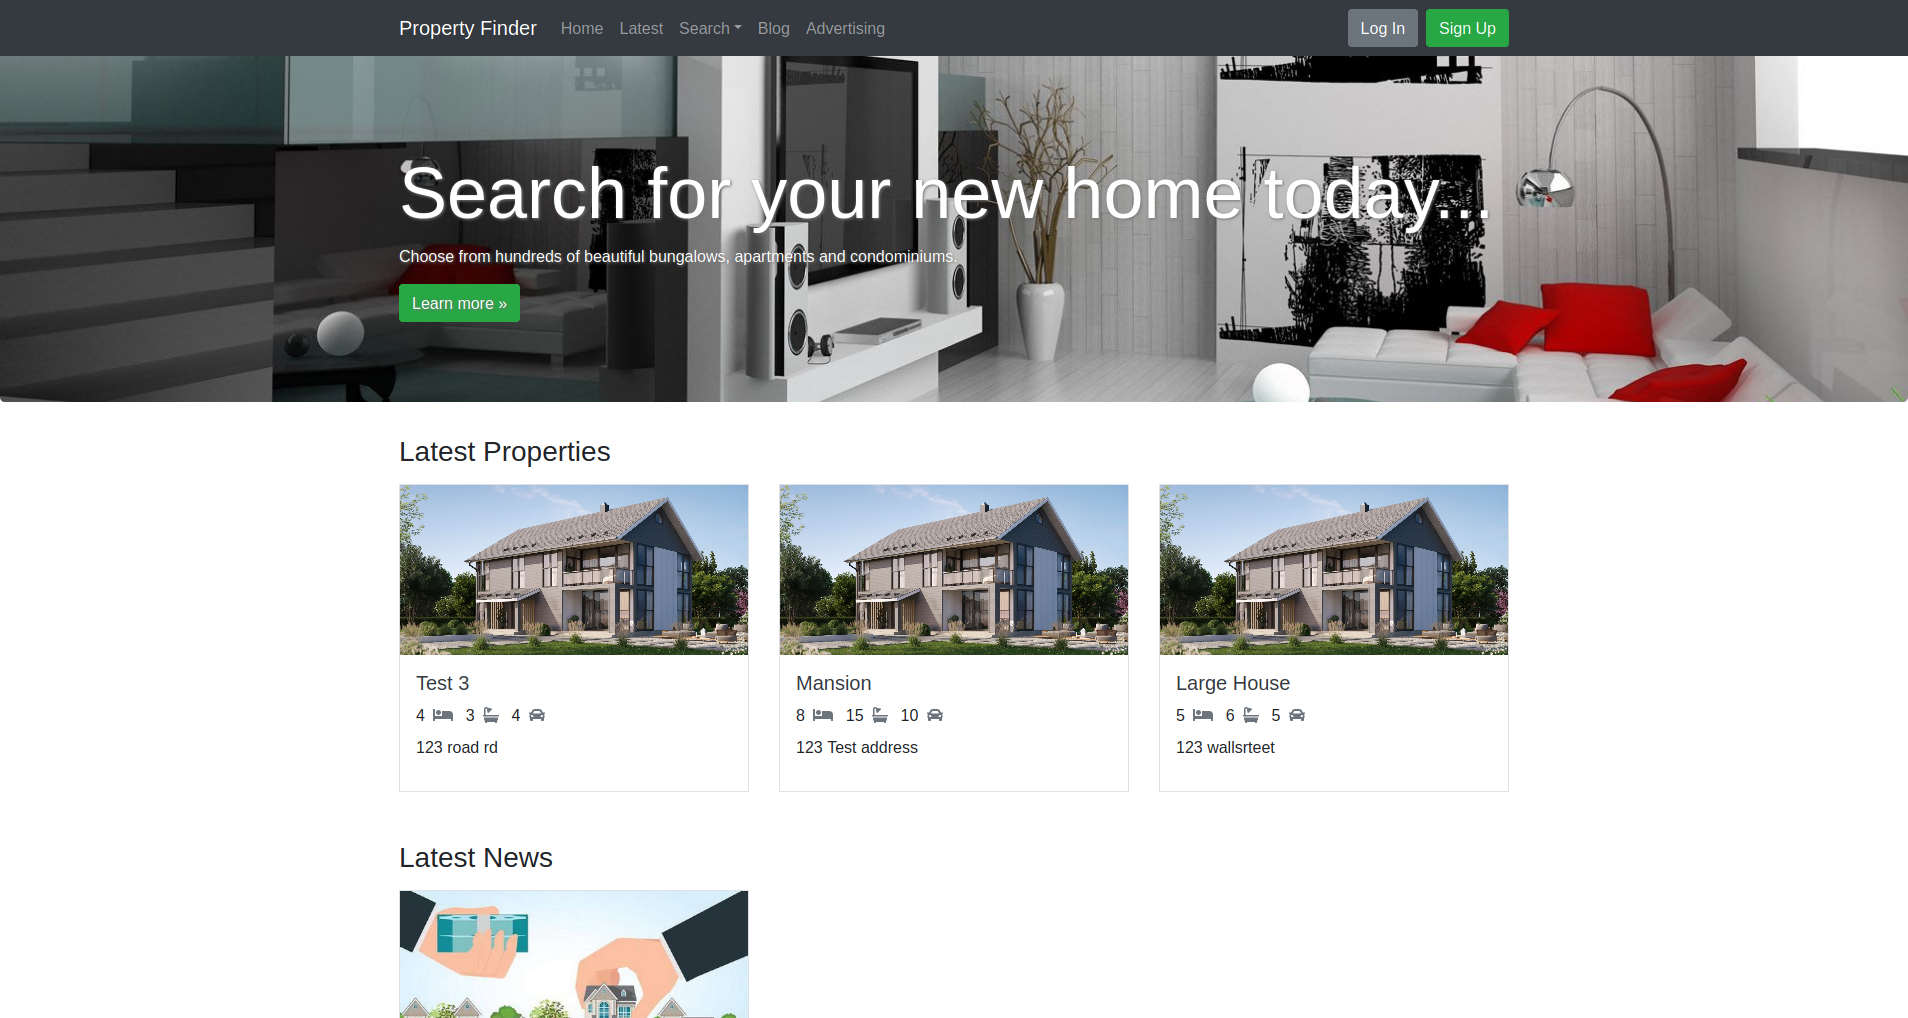 Property Finder Home Latest Search Blog Advertising Log In Sign Up
Search for your new home today...
Choose from hundreds of beautiful bungalows, apartments and condominiums.
Learn more »
Latest Properties
Test 3
4 3 4
123 road rd
Mansion
8 15 10
123 Test address
Large House
5 6 5
123 wallsrteet
Latest News